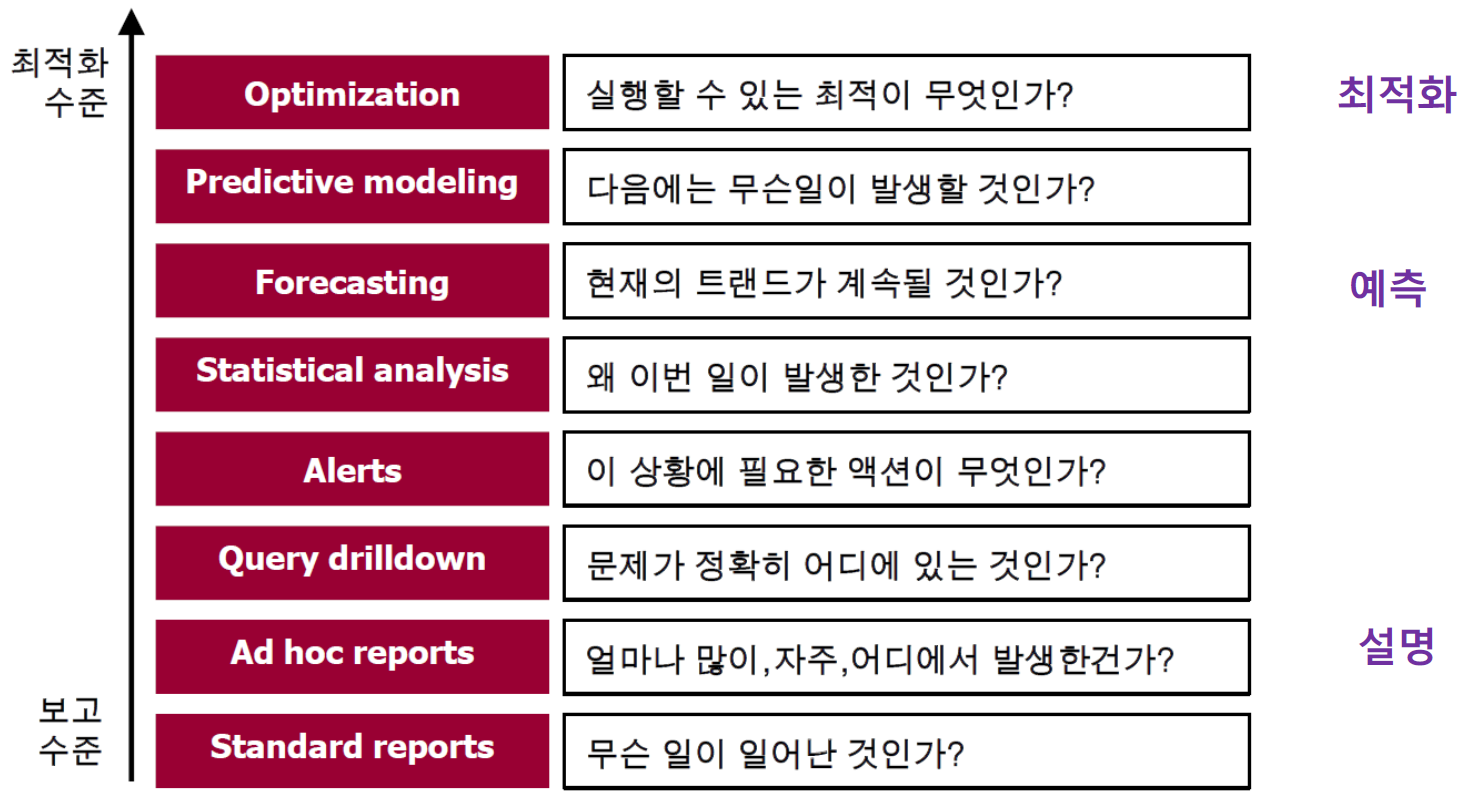 최적화
수준
Optimization
실행할 수 있는 최적이 무엇인가?
최적화
Predictive modeling
다음에는 무슨일이 발생할 것인가?
Forecasting
현재의 트랜드가 계속될 것인가?
예측
Statistical analysis
왜 이번 일이 발생한 것인가?
Alerts
이 상황에 필요한 액션이 무엇인가?
Query drilldown
문제가 정확히 어디에 있는 것인가?
Ad hoc reports
얼마나 많이,자주,어디에서 발생한건가?
설명
보고
수준
Standard reports
무슨 일이 일어난 것인가?